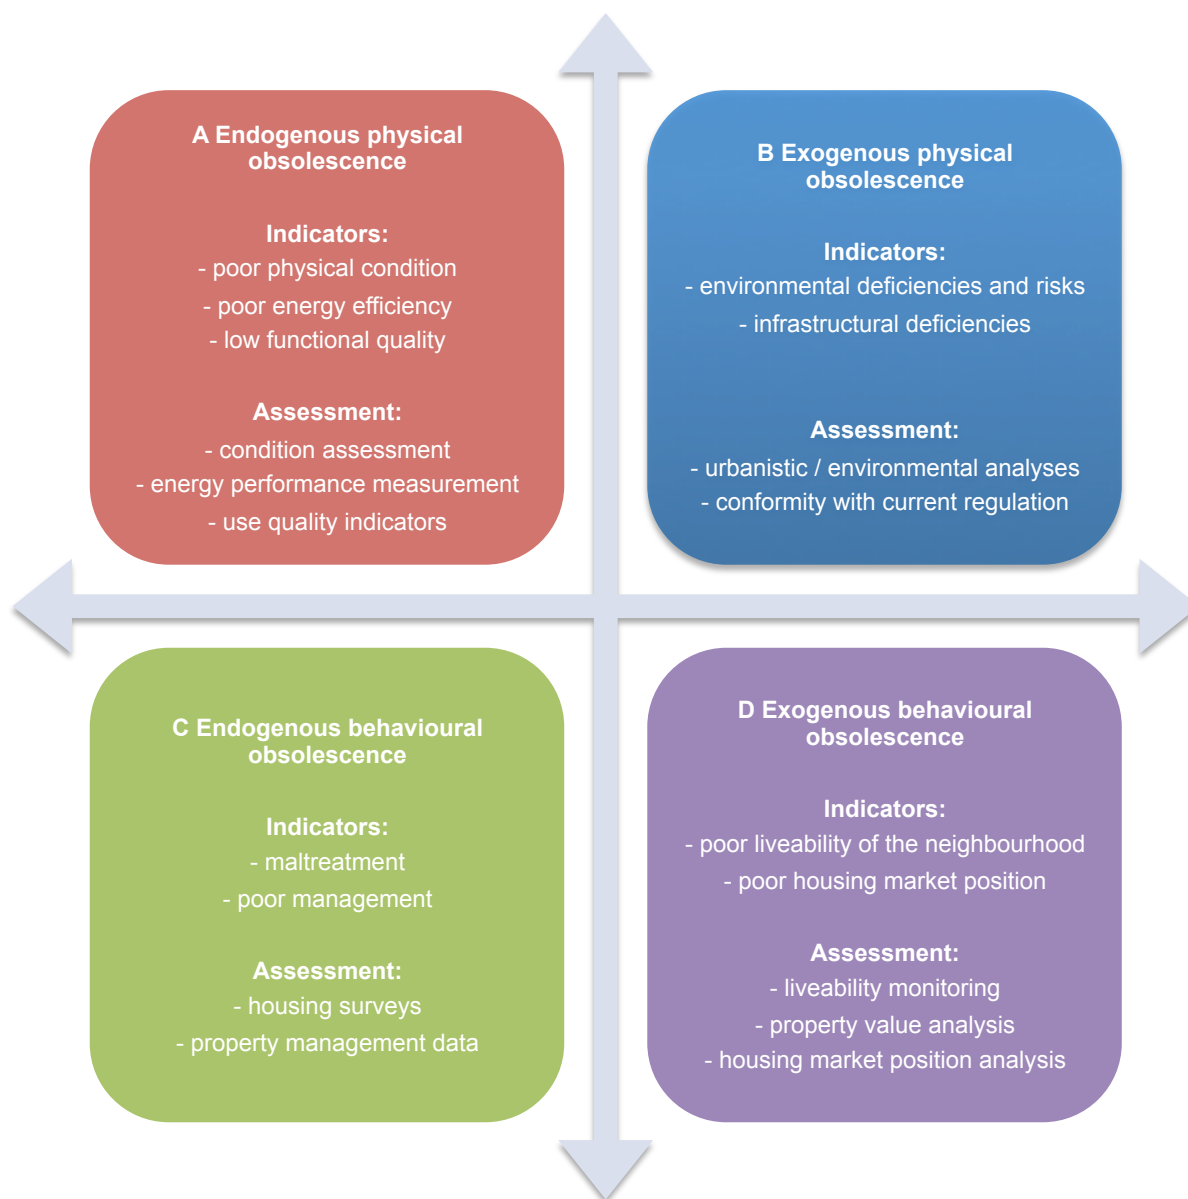 A Endogenous physical
obsolescence
Indicators:
- poor physical condition
- poor energy efficiency
- low functional quality
Assessment:
- condition assessment
- energy performance measurement
- use quality indicators
B Exogenous physical
obsolescence
Indicators:
- environmental deficiencies and risks
- infrastructural deficiencies
Assessment:
- urbanistic / environmental analyses
- conformity with current regulation
C Endogenous behavioural
obsolescence
Indicators:
- maltreatment
- poor management
Assessment:
- housing surveys
- property management data
D Exogenous behavioural
obsolescence
Indicators:
- poor liveability of the neighbourhood
- poor housing market position
Assessment:
- liveability monitoring
- property value analysis
- housing market position analysis